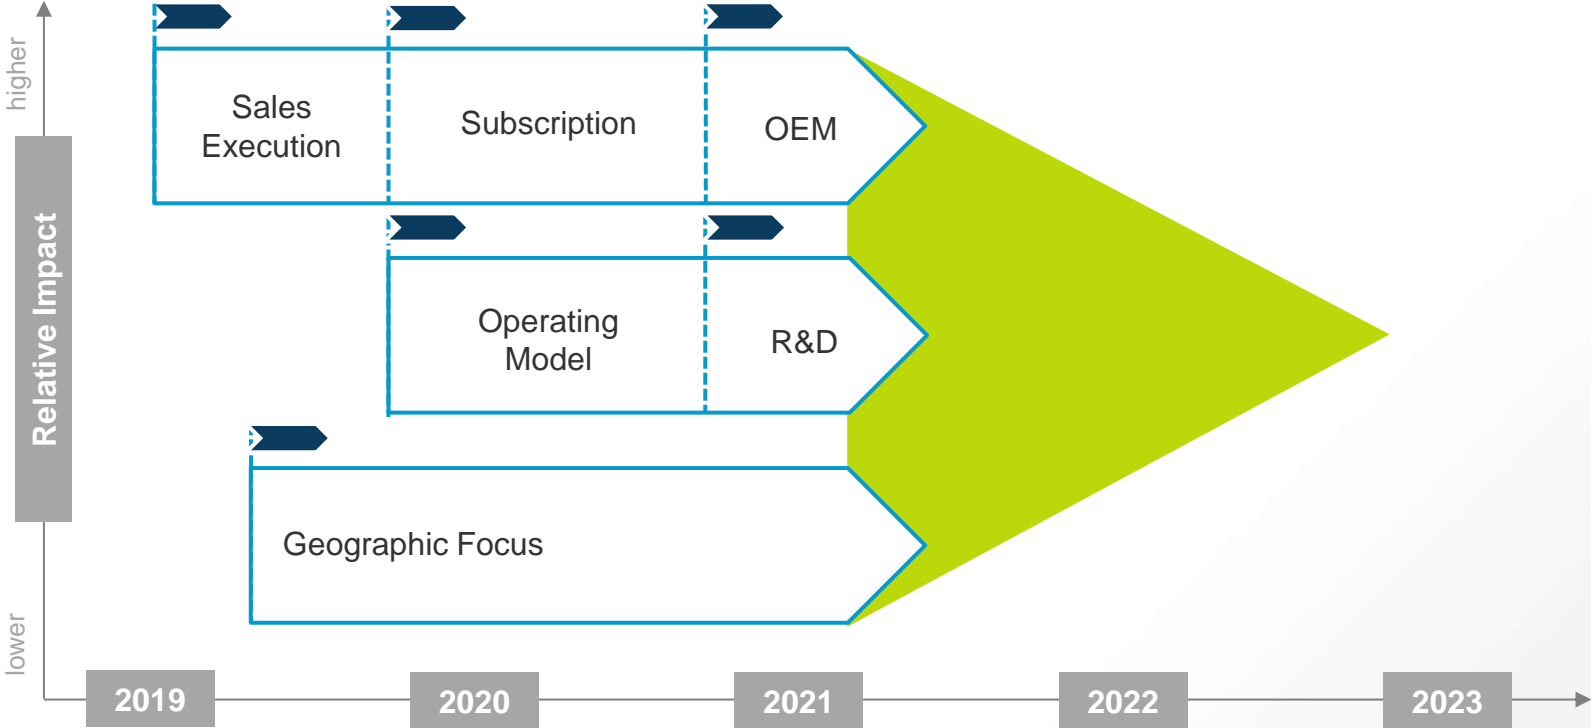 higher
Relative Impact
lower
Sales
Execution
Subscription
OEM
Operating
Model
R&D
Geographic Focus
2019
2020
2021
2022
2023